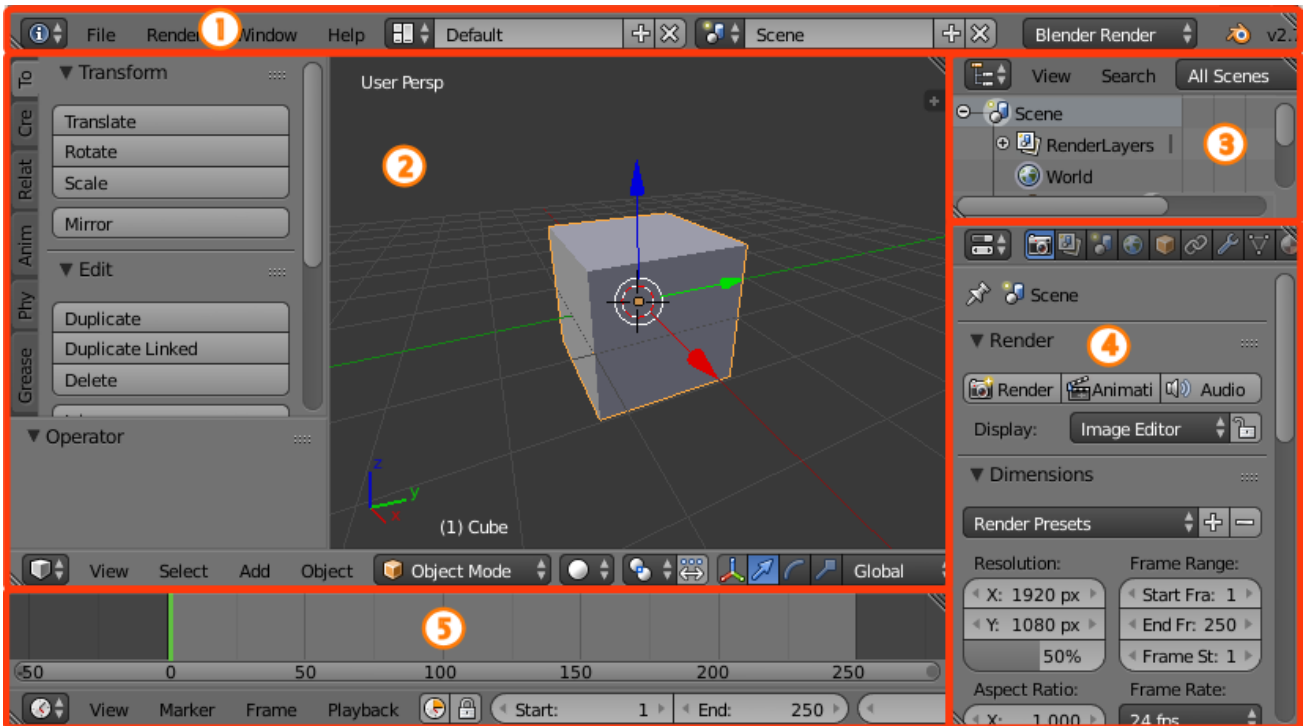 1
File Render Window Help Default Scene Blender Render v2.7
To
Cre
Relat
Anim
Phy
Grease
Transform
Translate
Rotate
Scale
Mirror
Edit
Duplicate
Duplicate Linked
Delete
Operator
User Persp
2
z
y
x
(1) Cube
View Select Add Object Object Mode Global
View Search All Scenes
Scene
RenderLayers
World
3
Scene
Render
4
Render Animati Audio
Display: Image Editor
Dimensions
Render Presets
Resolution: Frame Range:
X: 1920 px Start Fra: 1
Y: 1080 px End Fr: 250
50% Frame St: 1
Aspect Ratio: Frame Rate:
X: 1.000 24 fps
5
-50 0 50 100 150 200 250
View Marker Frame Playback Start: 1 End: 250